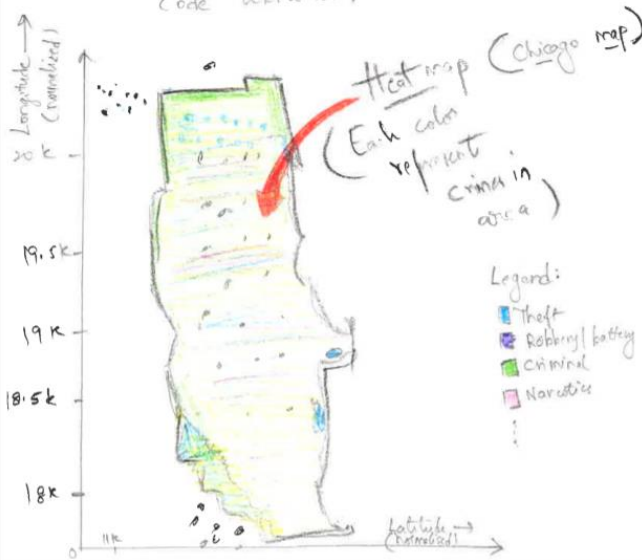 Code
Longitude →
(normalized)
Heat map (Chicago map)
(Each color
represent
crimes in
area)
20k
19.5k
19k
18.5k
18k
0
11k
Latitude →
(normalized)
Legend:
Theft
Robbery/battery
Criminal
Narcotics